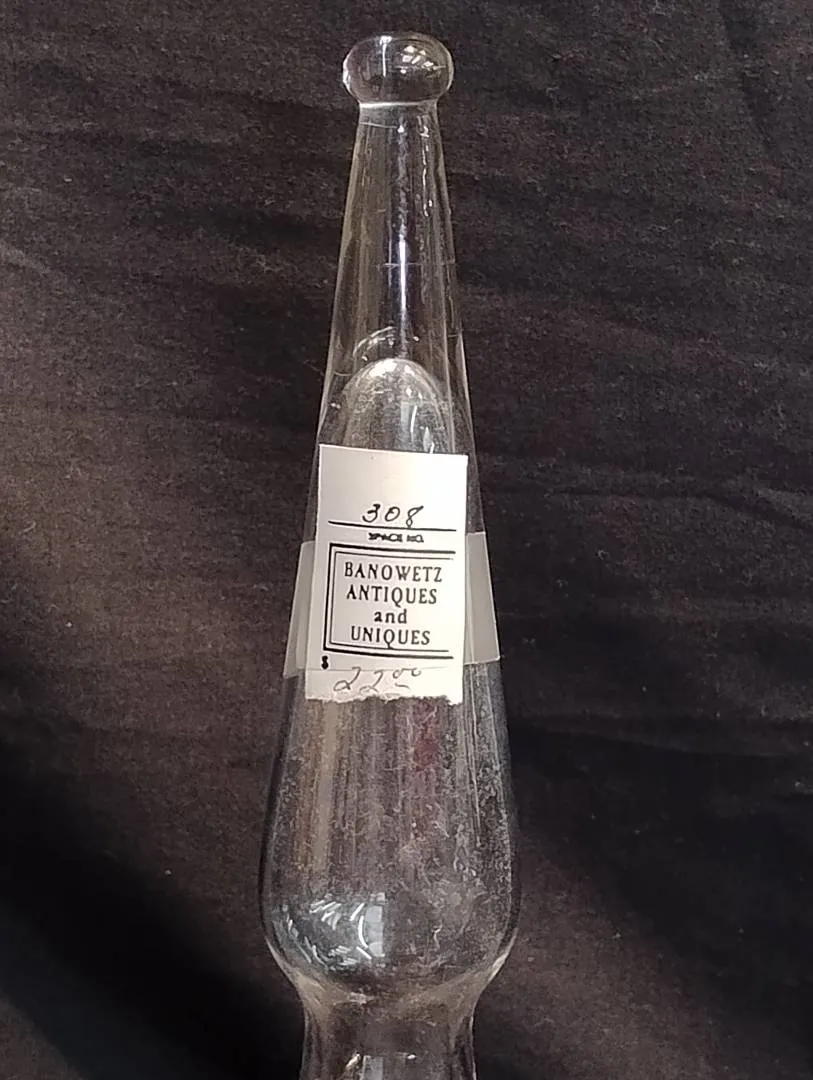 308
SPACE NO.
BANOWETZ
ANTIQUES
and
UNIQUES
$ 22.00